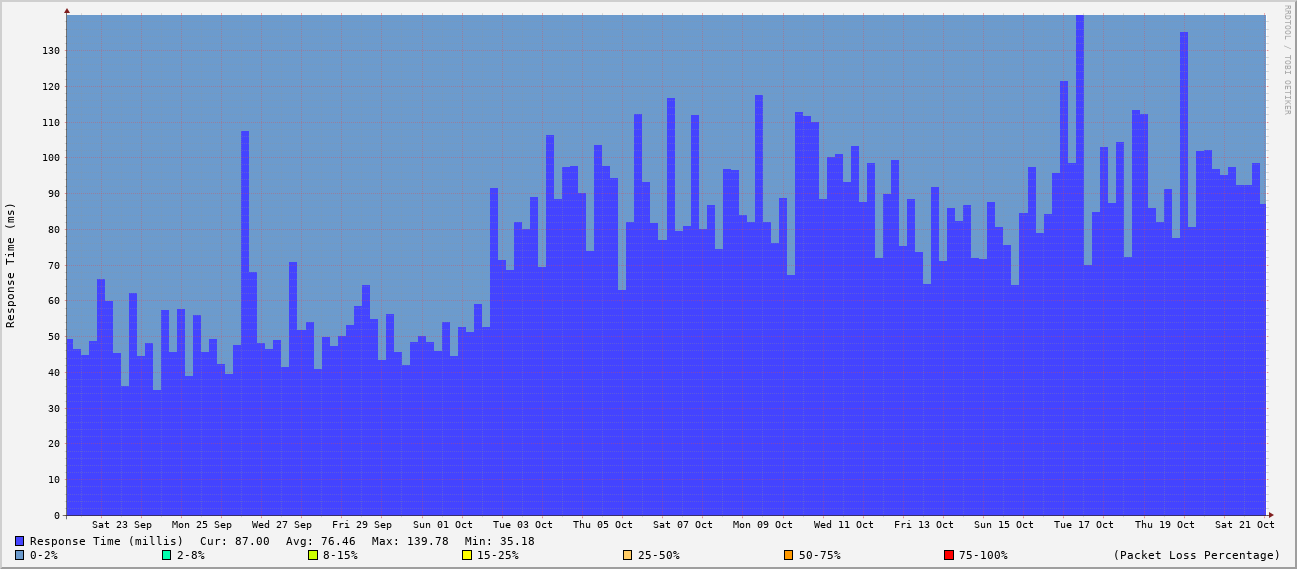 RRDTOOL / TOBI OETIKER
Response Time (ms)
130
120
110
100
90
80
70
60
50
40
30
20
10
0
Sat 23 Sep Mon 25 Sep Wed 27 Sep Fri 29 Sep Sun 01 Oct Tue 03 Oct Thu 05 Oct Sat 07 Oct Mon 09 Oct Wed 11 Oct Fri 13 Oct Sun 15 Oct Tue 17 Oct Thu 19 Oct Sat 21 Oct
Response Time (millis) Cur: 87.00 Avg: 76.46 Max: 139.78 Min: 35.18
0-2% 2-8% 8-15% 15-25% 25-50% 50-75% 75-100% (Packet Loss Percentage)